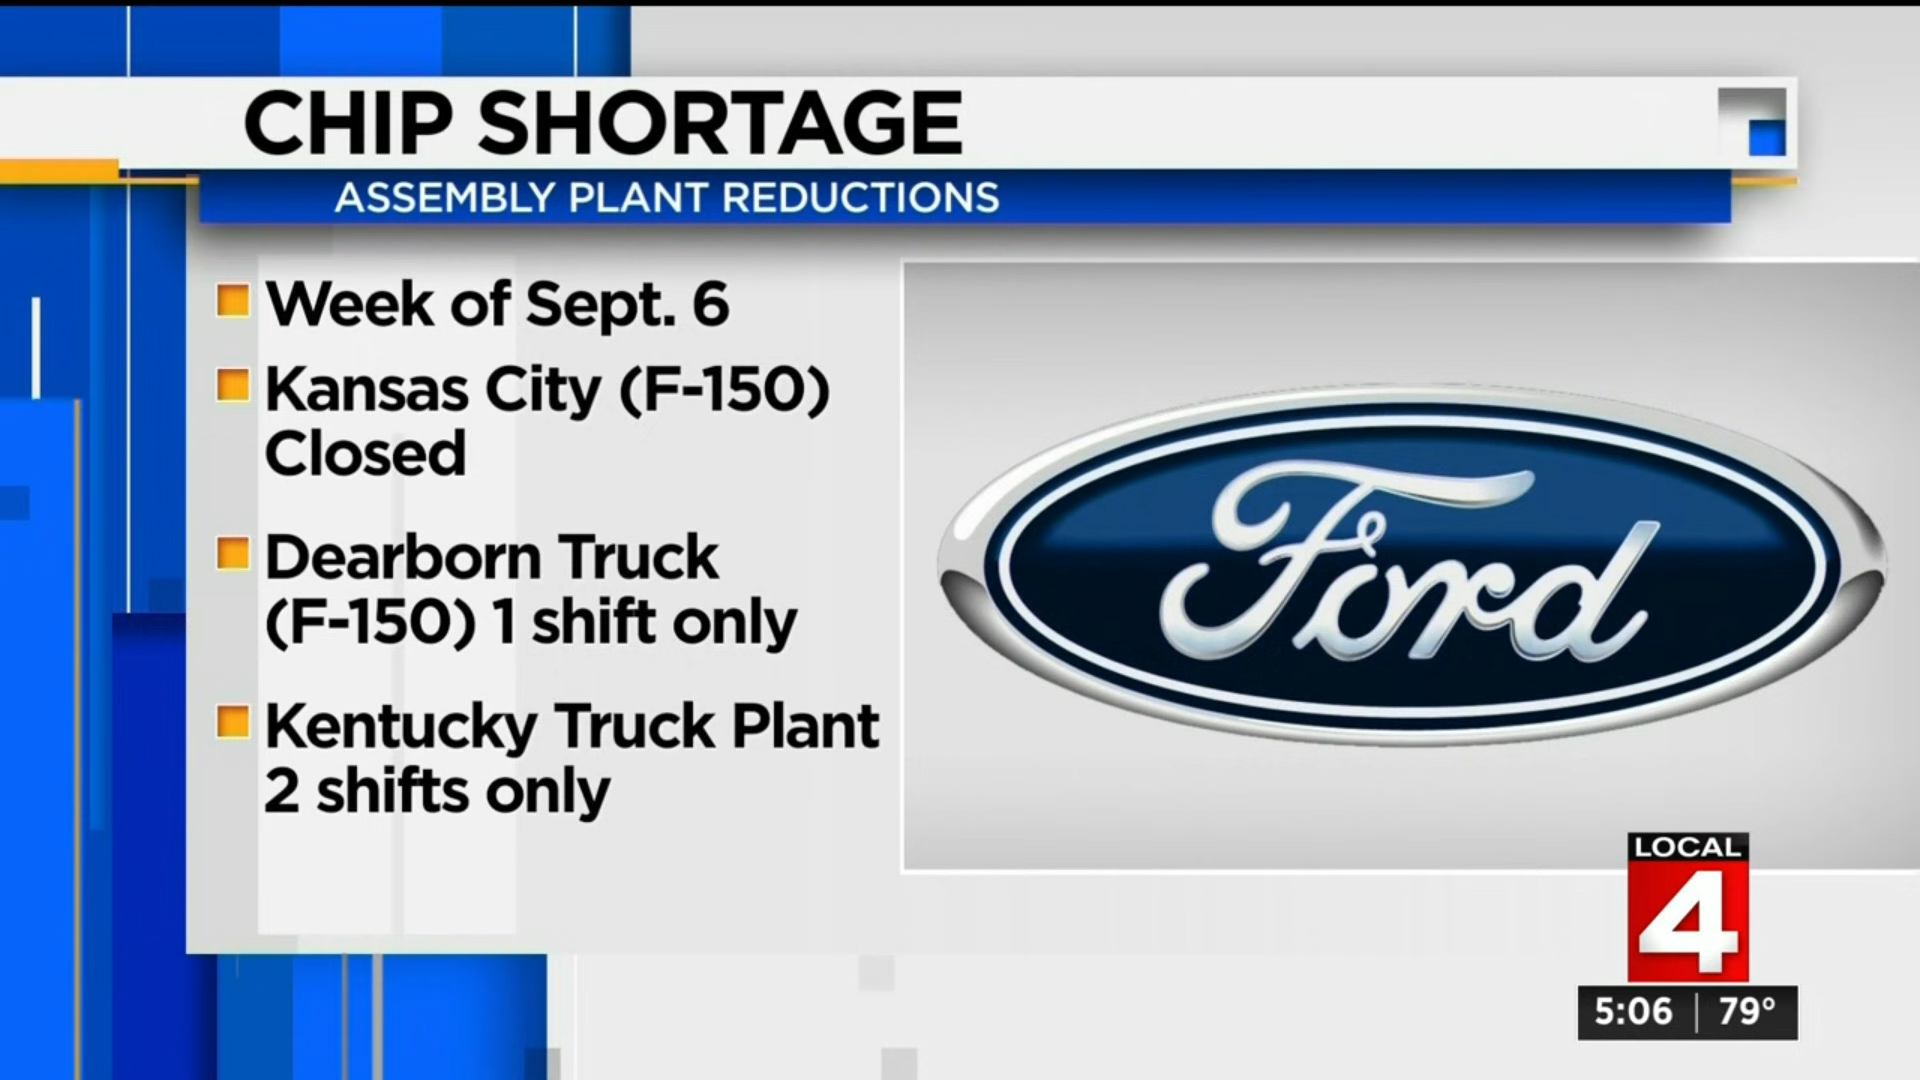 CHIP SHORTAGE
ASSEMBLY PLANT REDUCTIONS
Week of Sept. 6
Kansas City (F-150)
Closed
Dearborn Truck
(F-150) 1 shift only
Kentucky Truck Plant
2 shifts only
Ford
LOCAL
4
5:06 | 79°